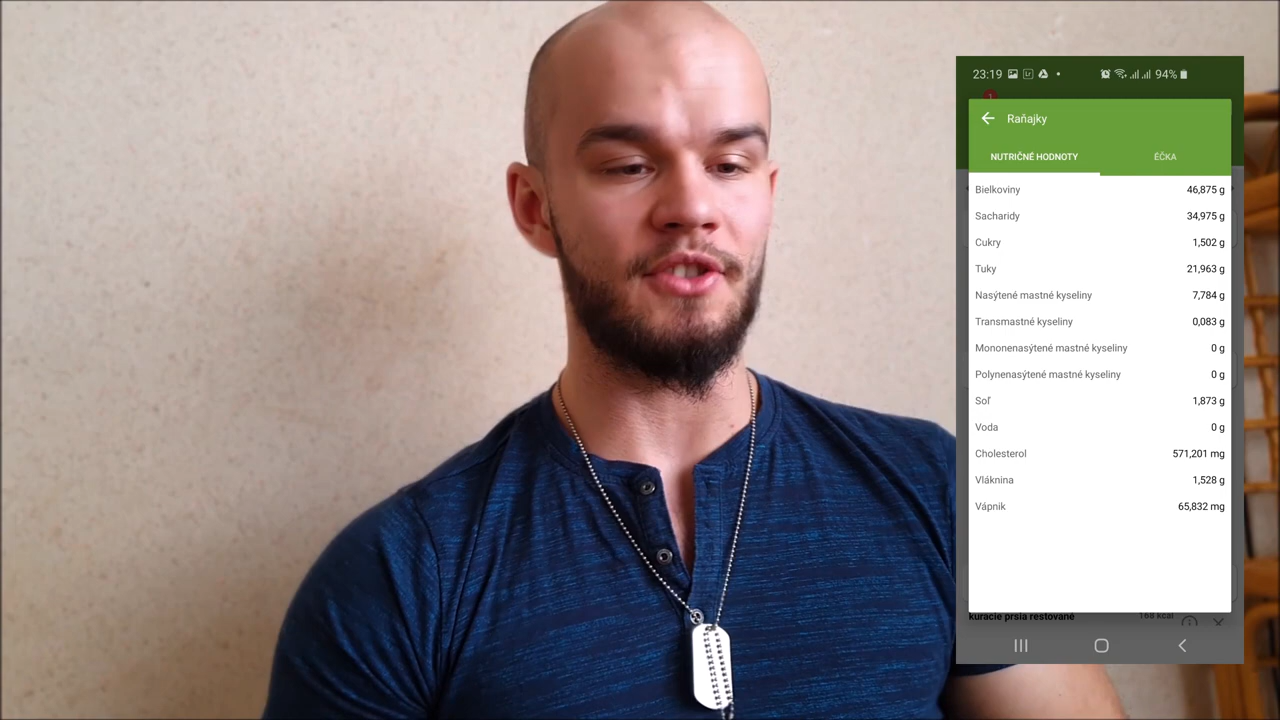 23:19 94%
1
Raňajky
NUTRIČNÉ HODNOTY ÉČKA
Bielkoviny 46,875 g
Sacharidy 34,975 g
Cukry 1,502 g
Tuky 21,963 g
Nasýtené mastné kyseliny 7,784 g
Transmastné kyseliny 0,083 g
Mononenasýtené mastné kyseliny 0 g
Polynenasýtené mastné kyseliny 0 g
Soľ 1,873 g
Voda 0 g
Cholesterol 571,201 mg
Vláknina 1,528 g
Vápnik 65,832 mg
kuracie prsia restované 168 kcal